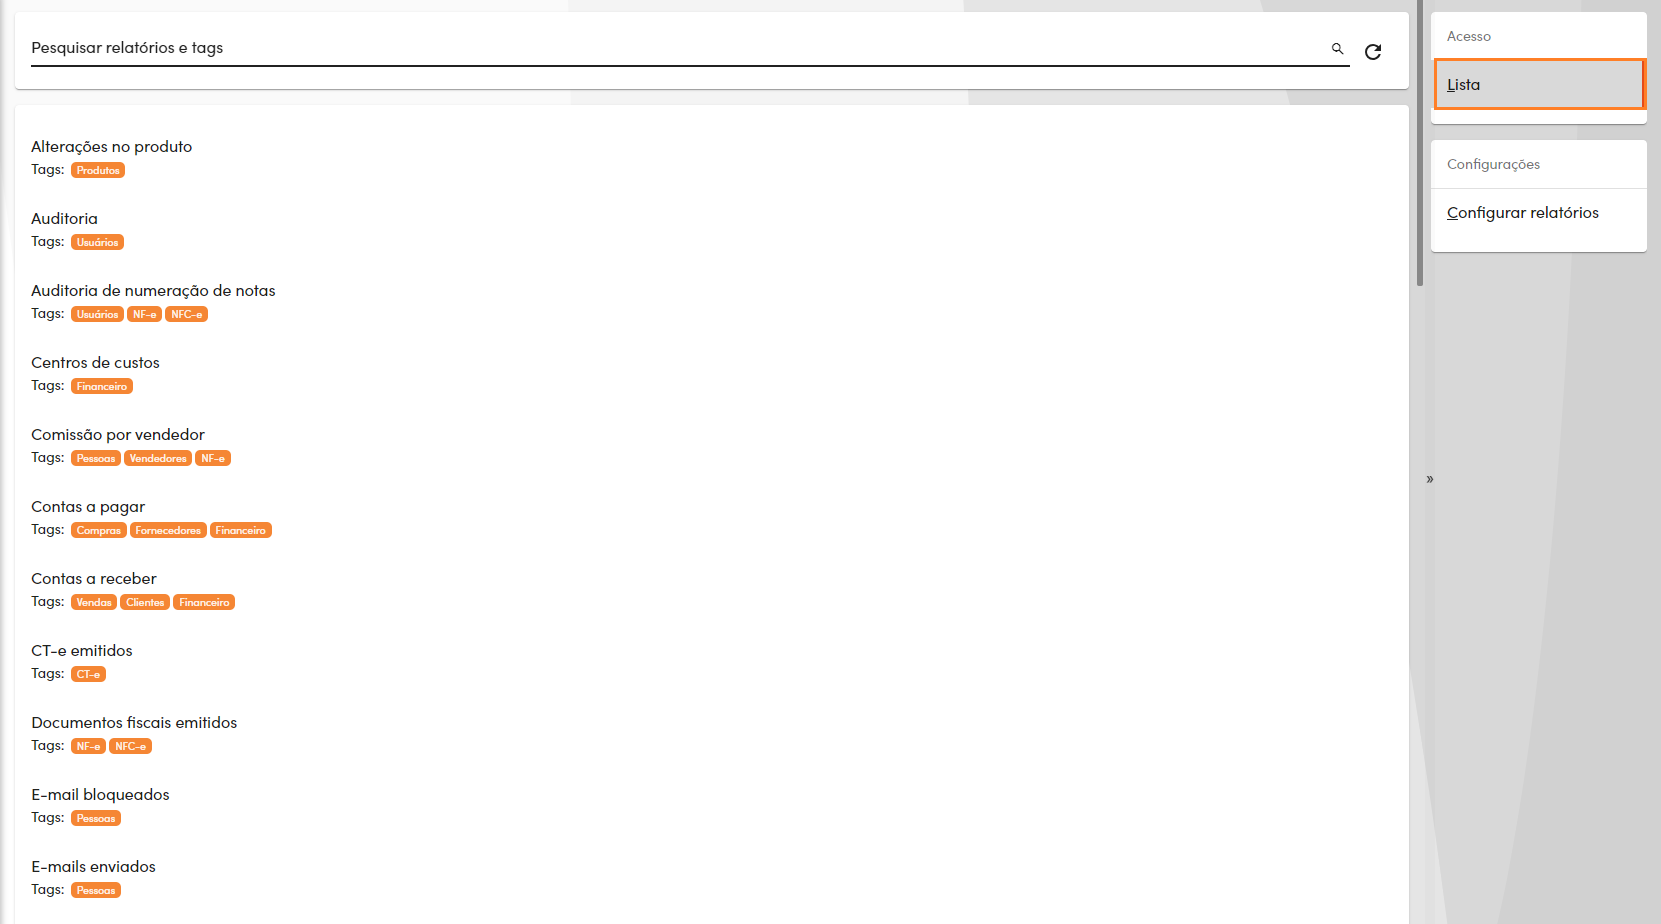 Pesquisar relatórios e tags
Alterações no produto
Tags: Produtos
Auditoria
Tags: Usuários
Auditoria de numeração de notas
Tags: Usuários NF-e NFC-e
Centros de custos
Tags: Financeiro
Comissão por vendedor
Tags: Pessoas Vendedores NF-e
Contas a pagar
Tags: Compras Fornecedores Financeiro
Contas a receber
Tags: Vendas Clientes Financeiro
CT-e emitidos
Tags: CT-e
Documentos fiscais emitidos
Tags: NF-e NFC-e
E-mail bloqueados
Tags: Pessoas
E-mails enviados
Tags: Pessoas
»
Acesso
Lista
Configurações
Configurar relatórios